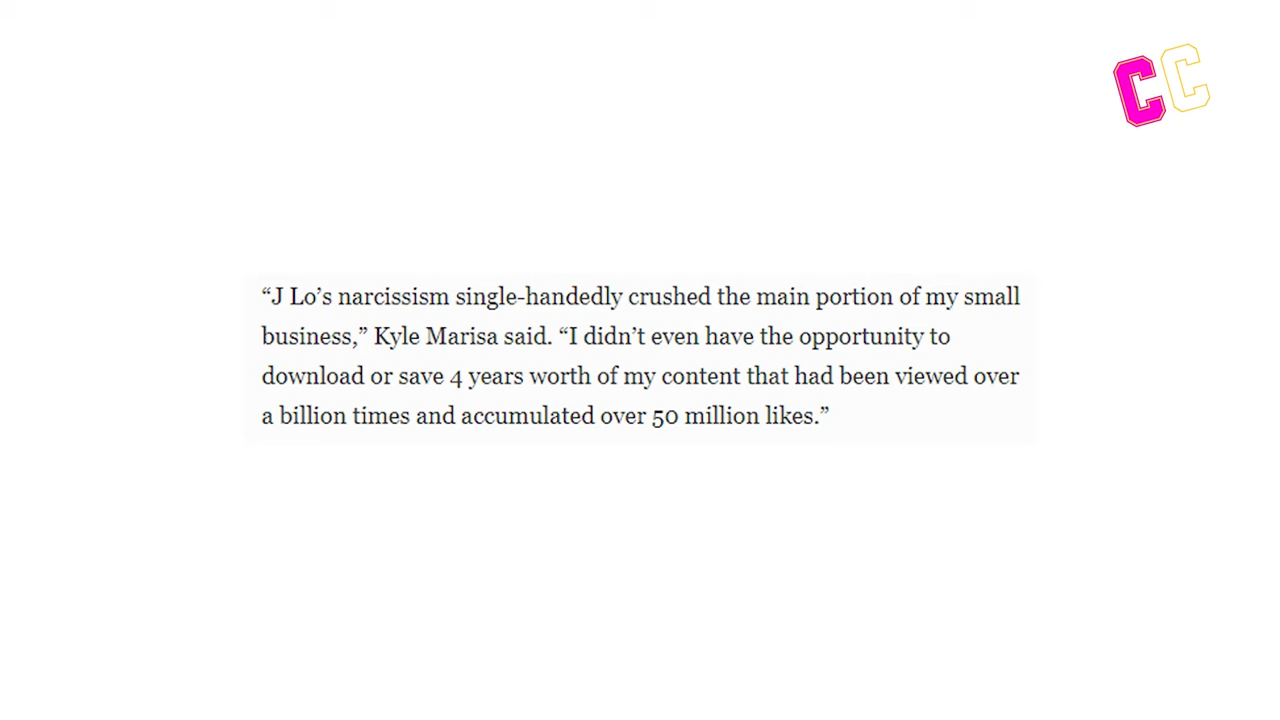 CC
“J Lo’s narcissism single-handedly crushed the main portion of my small
business,” Kyle Marisa said. “I didn’t even have the opportunity to
download or save 4 years worth of my content that had been viewed over
a billion times and accumulated over 50 million likes.”